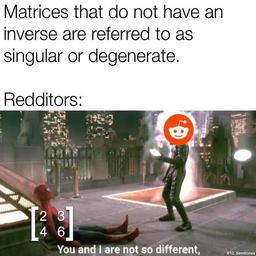 Matrices that do not have an
inverse are referred to as
singular or degenerate.
Redditors:
2 3
4 6
You and I are not so different,